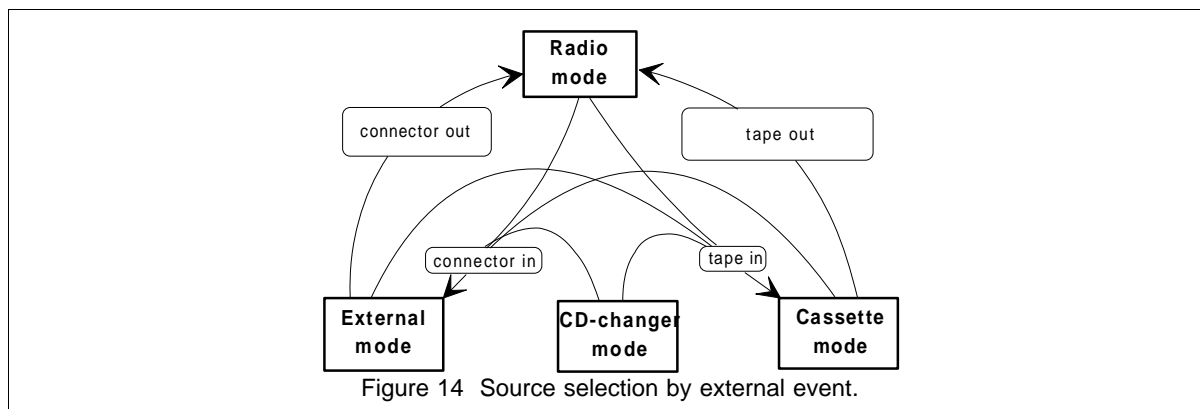 Radio
mode
connector out
tape out
connector in
tape in
External
mode
CD-changer
mode
Cassette
mode
Figure 14 Source selection by external event.